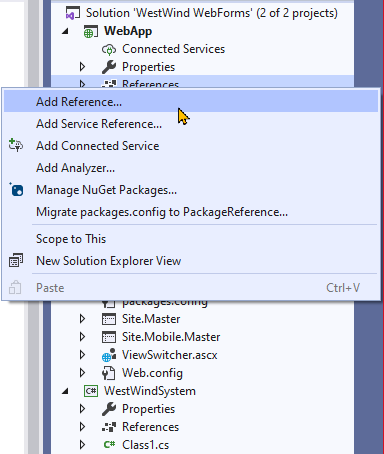 Solution 'WestWind WebForms' (2 of 2 projects)
WebApp
Connected Services
Properties
References
Add Reference...
Add Service Reference...
Add Connected Service
Add Analyzer...
Manage NuGet Packages...
Migrate packages.config to PackageReference...
Scope to This
New Solution Explorer View
Paste Ctrl+V
packages.config
Site.Master
Site.Mobile.Master
ViewSwitcher.ascx
Web.config
C# WestWindSystem
Properties
References
C# Class1.cs